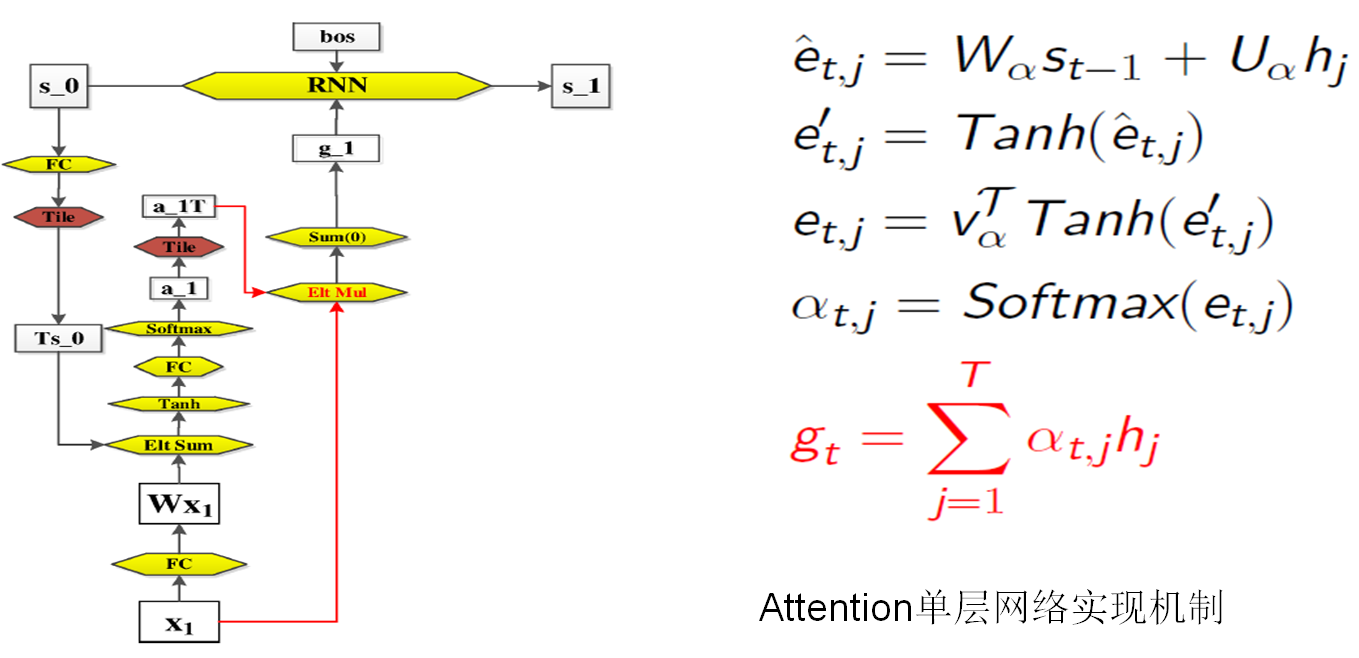 bos
s_0
RNN
s_1
g_1
FC
Tile
a_1T
Sum(0)
Tile
a_1
Elt Mul
Softmax
Ts_0
FC
Tanh
Elt Sum
Wx₁
FC
x₁
ê_{t,j} = W_α s_{t−1} + U_α h_j
e′_{t,j} = Tanh(ê_{t,j})
e_{t,j} = v_α^T Tanh(e′_{t,j})
α_{t,j} = Softmax(e_{t,j})
g_t = ∑_{j=1}^{T} α_{t,j} h_j
Attention单层网络实现机制